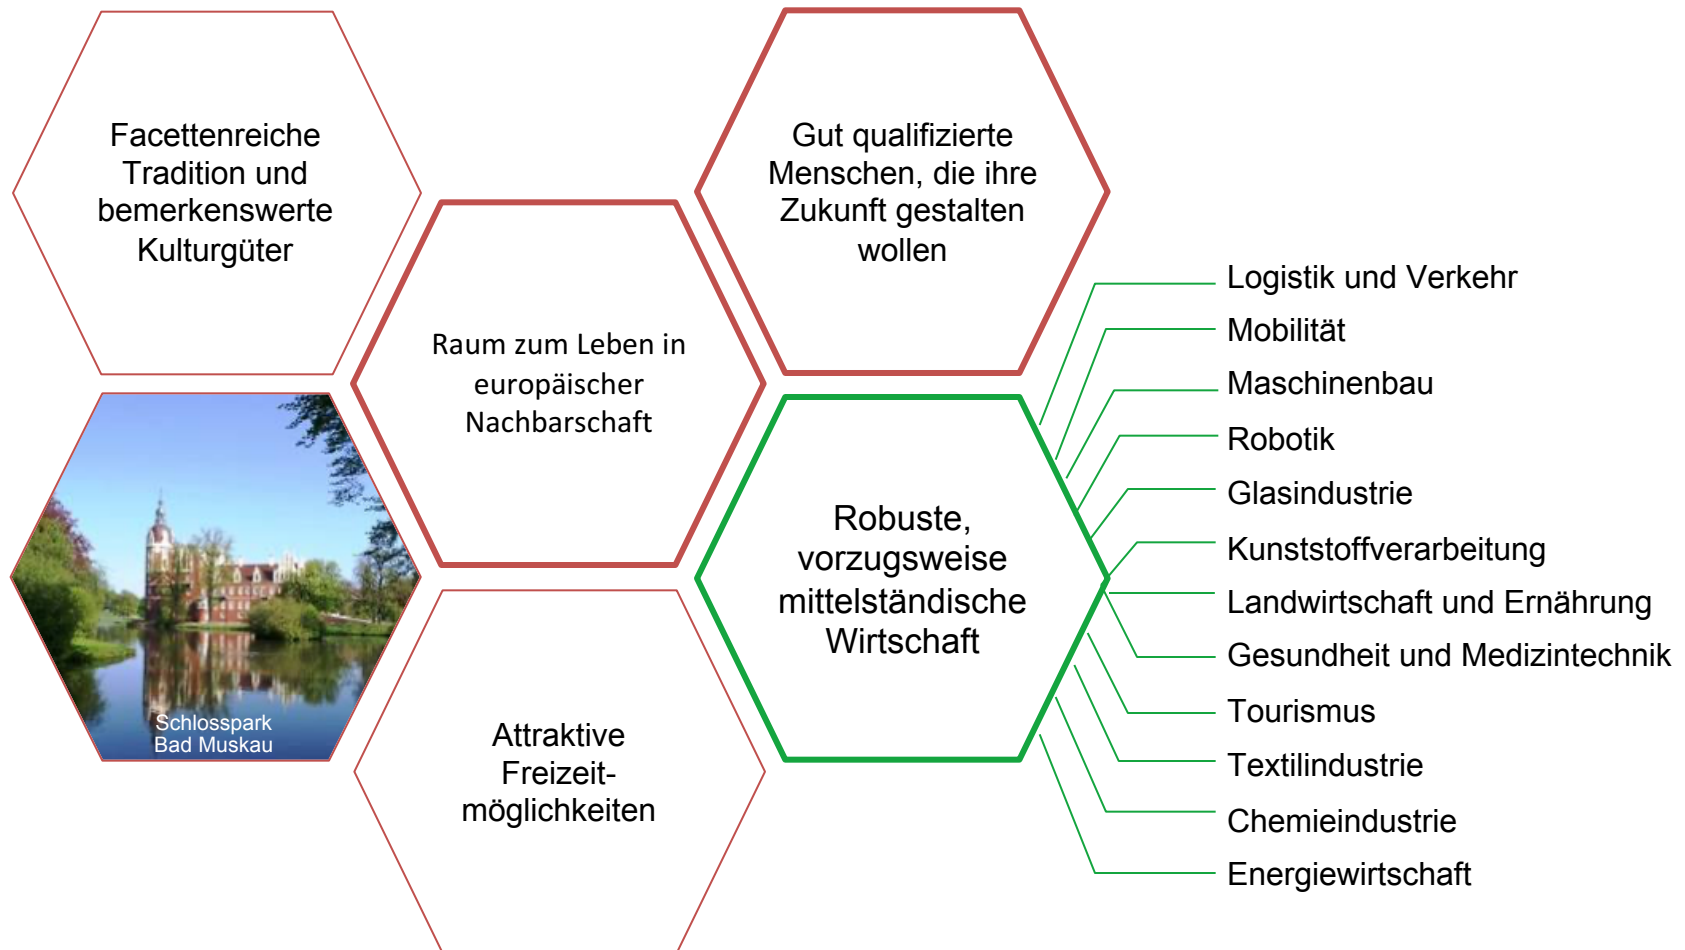 Facettenreiche
Tradition und
bemerkenswerte
Kulturgüter
Gut qualifizierte
Menschen, die ihre
Zukunft gestalten
wollen
Raum zum Leben in
europäischer
Nachbarschaft
Schlosspark
Bad Muskau
Attraktive
Freizeit-
möglichkeiten
Robuste,
vorzugsweise
mittelständische
Wirtschaft
Logistik und Verkehr
Mobilität
Maschinenbau
Robotik
Glasindustrie
Kunststoffverarbeitung
Landwirtschaft und Ernährung
Gesundheit und Medizintechnik
Tourismus
Textilindustrie
Chemieindustrie
Energiewirtschaft